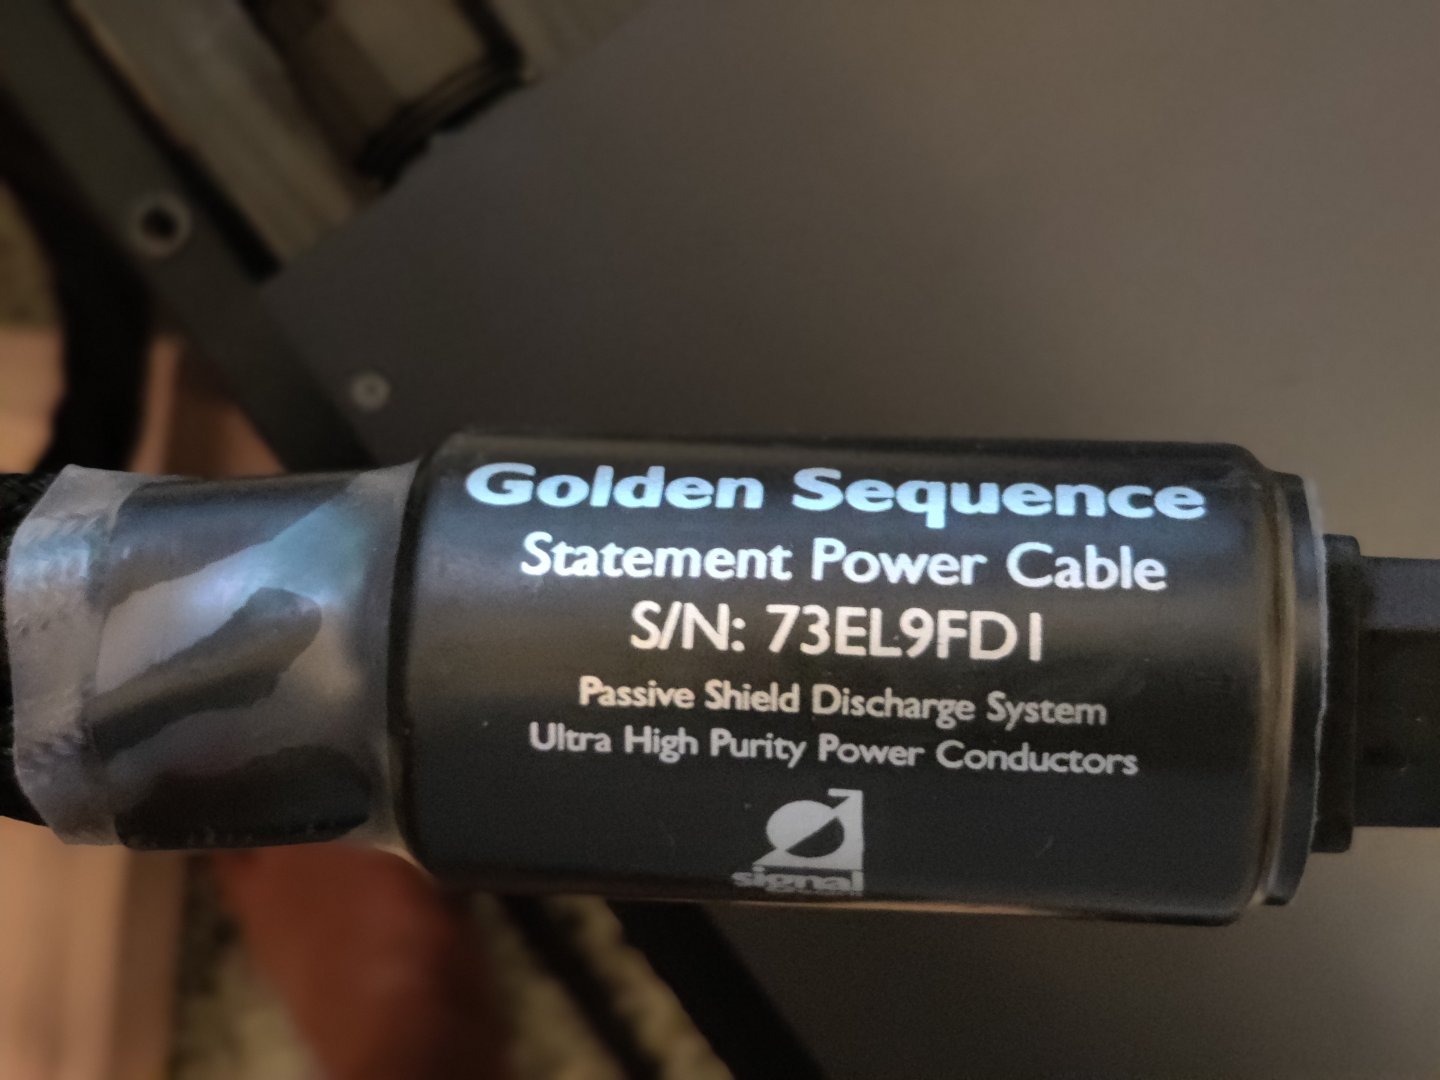 Golden Sequence
Statement Power Cable
S/N: 73EL9FD1
Passive Shield Discharge System
Ultra High Purity Power Conductors
signal